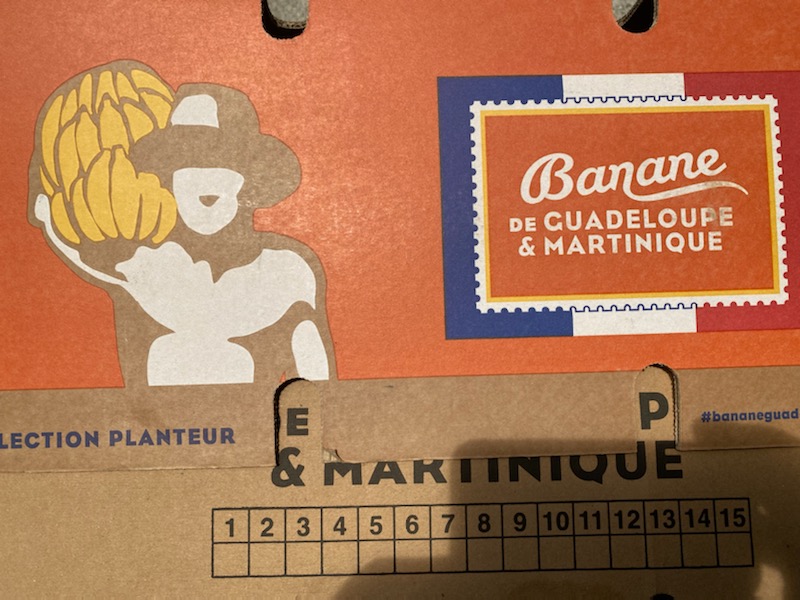 Banane
DE GUADELOUPE
& MARTINIQUE
LECTION PLANTEUR
E P
#bananeguad
& MARTINIQUE
1 2 3 4 5 6 7 8 9 10 11 12 13 14 15